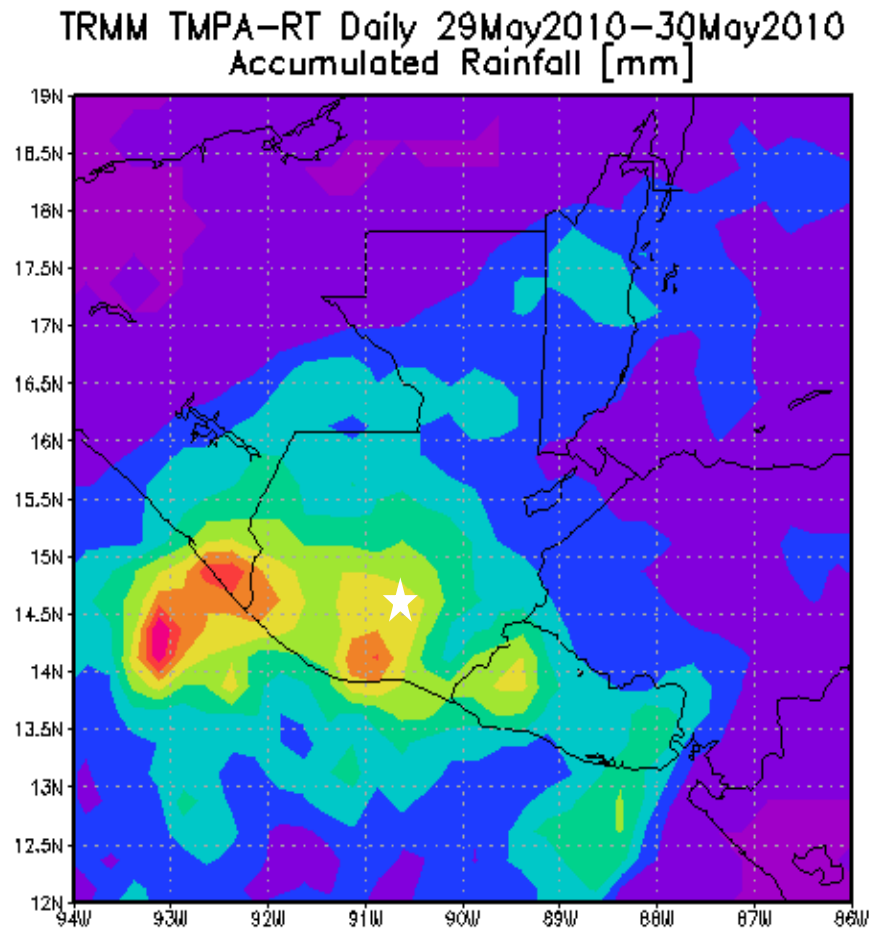 TRMM TMPA-RT Daily 29May2010-30May2010
Accumulated Rainfall [mm]
19N
18.5N
18N
17.5N
17N
16.5N
16N
15.5N
15N
14.5N
14N
13.5N
13N
12.5N
12N
94W 93W 92W 91W 90W 89W 88W 87W 86W